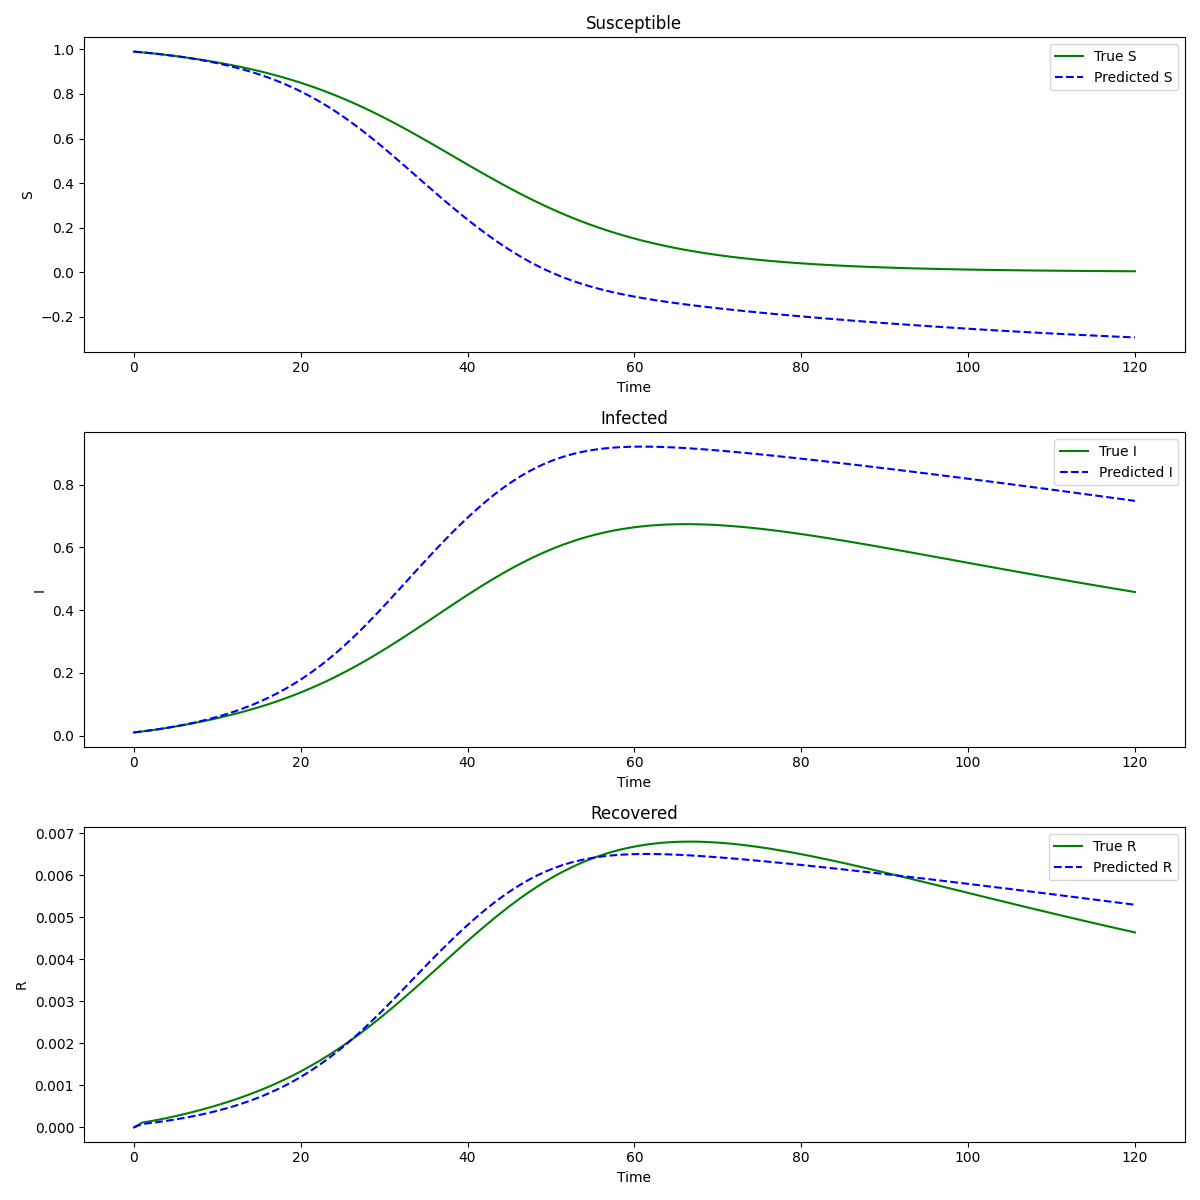 Susceptible
1.0
0.8
0.6
0.4
0.2
0.0
−0.2
S
True S
Predicted S
0 20 40 60 80 100 120
Time
Infected
0.8
0.6
0.4
0.2
0.0
I
True I
Predicted I
0 20 40 60 80 100 120
Time
Recovered
0.007
0.006
0.005
0.004
0.003
0.002
0.001
0.000
R
True R
Predicted R
0 20 40 60 80 100 120
Time